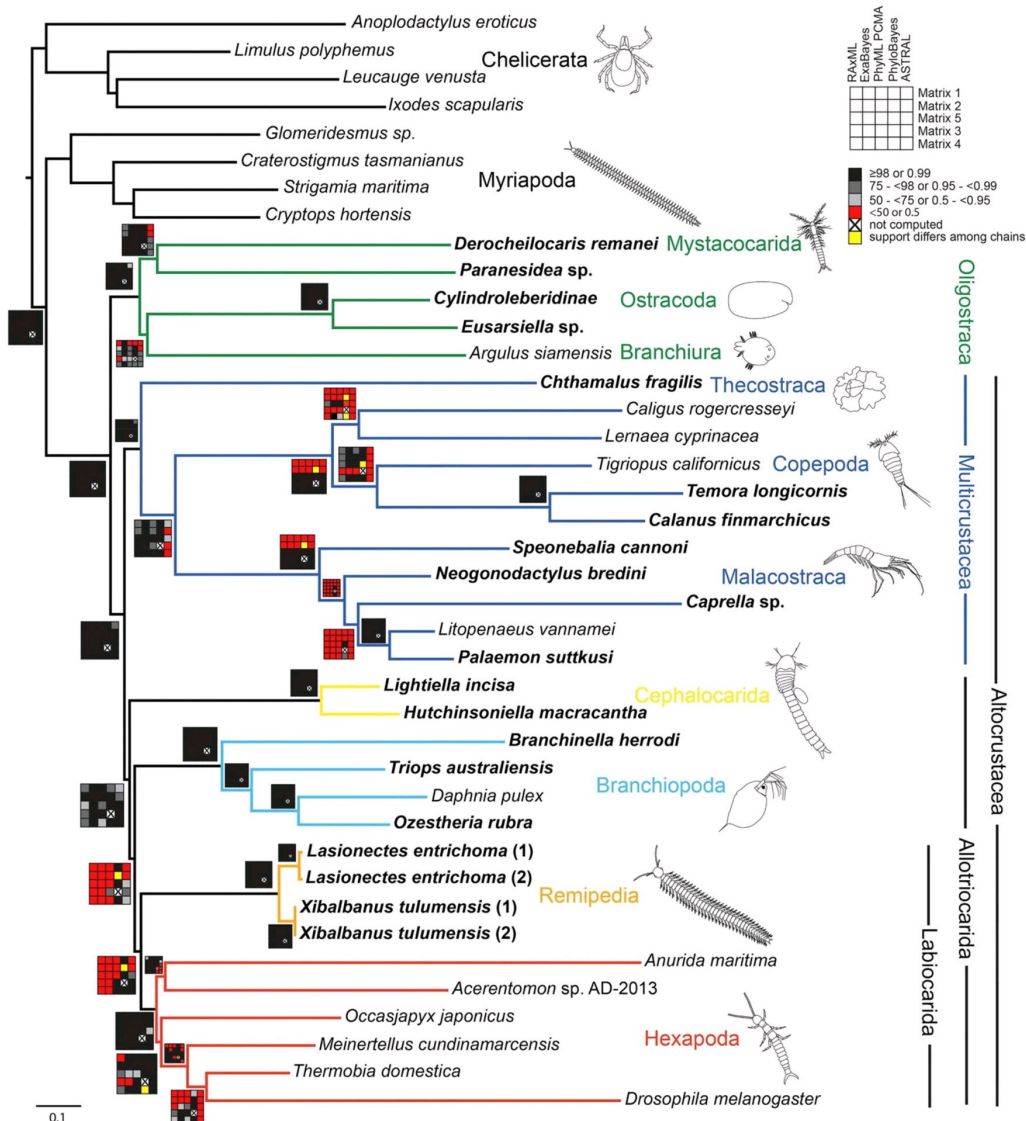 Anoplodactylus eroticus
Limulus polyphemus
Chelicerata
Leucauge venusta
Ixodes scapularis
RAxML
ExaBayes
PhyML PCMA
PhyloBayes
ASTRAL
Matrix 1
Matrix 2
Matrix 5
Matrix 3
Matrix 4
≥98 or 0.99
75 - <98 or 0.95 - <0.99
50 - <75 or 0.5 - <0.95
<50 or 0.5
not computed
support differs among chains
Glomeridesmus sp.
Craterostigmus tasmanianus
Strigamia maritima
Myriapoda
Cryptops hortensis
Derocheilocaris remanei Mystacocarida
Paranesidea sp.
Cylindroleberidinae Ostracoda
Eusarsiella sp.
Argulus siamensis Branchiura
Oligostraca
Chthamalus fragilis Thecostraca
Caligus rogercresseyi
Lernaea cyprinacea
Tigriopus californicus Copepoda
Temora longicornis
Calanus finmarchicus
Speonebalia cannoni
Neogonodactylus bredini Malacostraca
Caprella sp.
Litopenaeus vannamei
Palaemon suttkusi
Multicrustacea
Lightiella incisa
Cephalocarida
Hutchinsoniella macracantha
Branchinella herrodi
Triops australiensis
Branchiopoda
Daphnia pulex
Ozestheria rubra
Altocrustacea
Lasionectes entrichoma (1)
Lasionectes entrichoma (2)
Remipedia
Xibalbanus tulumensis (1)
Xibalbanus tulumensis (2)
Allotriocarida
Labiocarida
Anurida maritima
Acerentomon sp. AD-2013
Occasjapyx japonicus
Hexapoda
Meinertellus cundinamarcensis
Thermobia domestica
Drosophila melanogaster
0.1